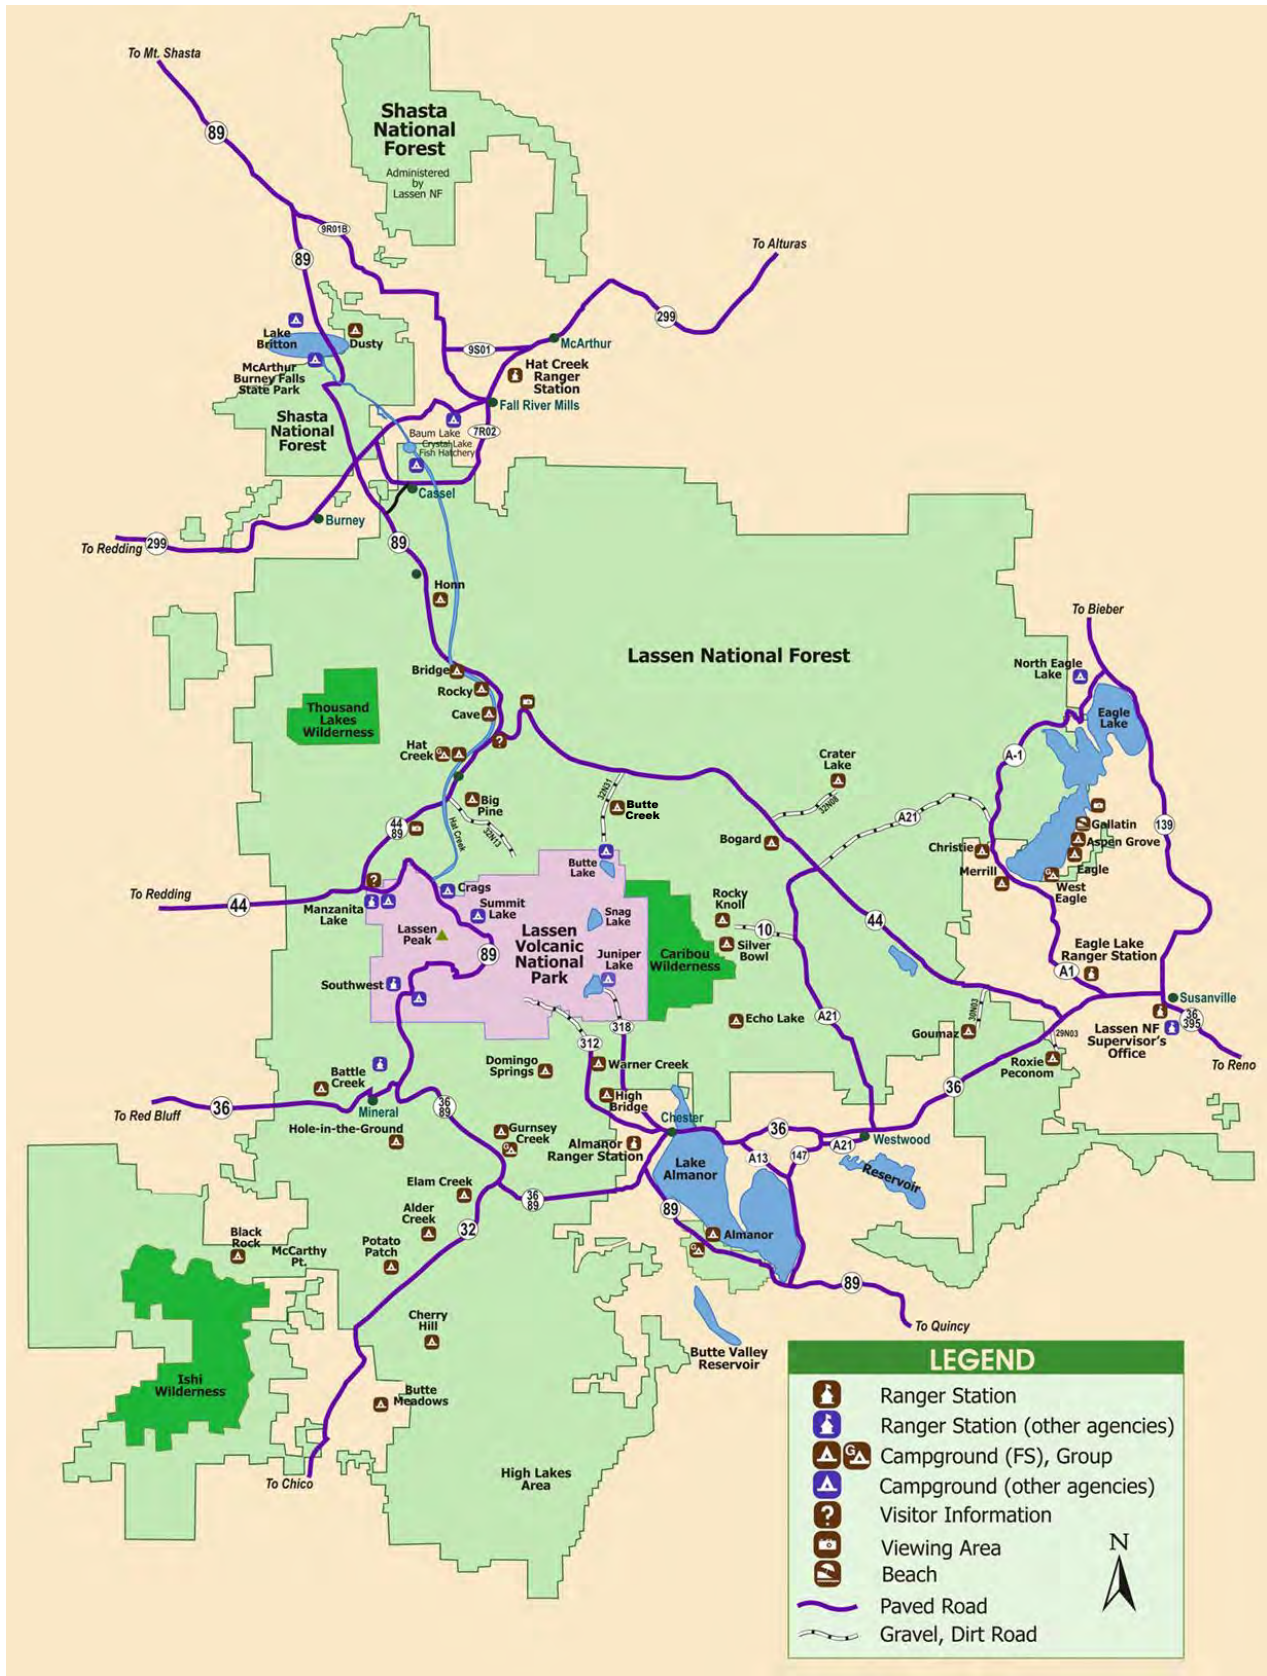 To Mt. Shasta
89
Shasta
National
Forest
Administered
by
Lassen NF
9R01B
89
To Alturas
299
Lake
Britton
Dusty
McArthur
9S01
McArthur
Burney Falls
State Park
Hat Creek
Ranger
Station
Shasta
National
Forest
Fall River Mills
7R02
Baum Lake
Crystal Lake
Fish Hatchery
Cassel
Burney
To Redding
299
89
Honn
To Bieber
Lassen National Forest
North Eagle
Lake
Bridge
Rocky
Cave
Thousand
Lakes
Wilderness
Eagle
Lake
?
Hat
Creek
G
A-1
Crater
Lake
32N31
32N08
Big
Pine
Butte
Creek
44
89
Hat Creek
32N13
A21
Gallatin
139
Aspen Grove
Bogard
Christie
Eagle
Merrill
G
West
Eagle
Butte
Lake
To Redding
44
?
Manzanita
Lake
Crags
Summit
Lake
Rocky
Knoll
Lassen
Peak
Snag
Lake
10
44
Lassen
Volcanic
National
Park
89
Silver
Bowl
Caribou
Wilderness
Juniper
Lake
Eagle Lake
Ranger Station
A1
Southwest
Susanville
318
Echo Lake
A21
30N03
36
395
Goumaz
29N03
Lassen NF
Supervisor's
Office
312
Roxie
Peconom
To Reno
Domingo
Springs
Warner Creek
Battle
Creek
36
High
Bridge
To Red Bluff
36
Mineral
36
89
Chester
Hole-in-the-Ground
Gurnsey
Creek
G
Almanor
Ranger Station
36
Westwood
A21
A13
147
Lake
Almanor
Reservoir
Elam Creek
36
89
Alder
Creek
89
32
Black
Rock
McCarthy
Pt.
Potato
Patch
Almanor
G
89
Cherry
Hill
To Quincy
Butte Valley
Reservoir
Ishi
Wilderness
Butte
Meadows
To Chico
High Lakes
Area
LEGEND
Ranger Station
Ranger Station (other agencies)
G
Campground (FS), Group
Campground (other agencies)
?
Visitor Information
Viewing Area
Beach
Paved Road
Gravel, Dirt Road
N